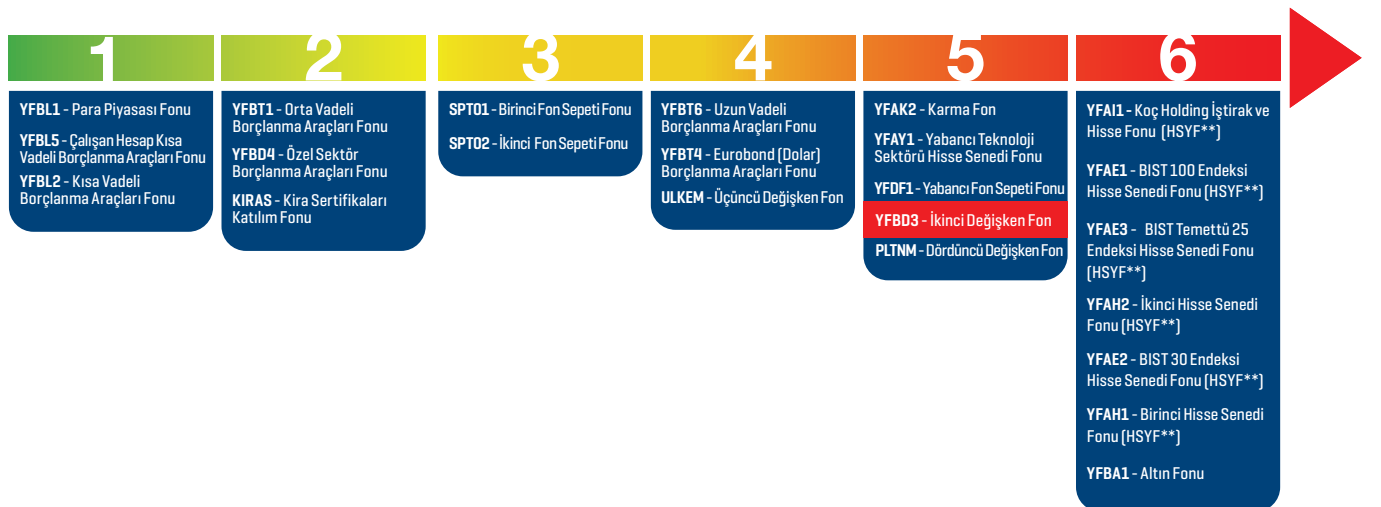 1
YFBL1 - Para Piyasası Fonu
YFBL5 - Çalışan Hesap Kısa
Vadeli Borçlanma Araçları Fonu
YFBL2 - Kısa Vadeli
Borçlanma Araçları Fonu
2
YFBT1 - Orta Vadeli
Borçlanma Araçları Fonu
YFBD4 - Özel Sektör
Borçlanma Araçları Fonu
KIRAS - Kira Sertifikaları
Katılım Fonu
3
SPT01 - Birinci Fon Sepeti Fonu
SPT02 - İkinci Fon Sepeti Fonu
4
YFBT6 - Uzun Vadeli
Borçlanma Araçları Fonu
YFBT4 - Eurobond (Dolar)
Borçlanma Araçları Fonu
ULKEM - Üçüncü Değişken Fon
5
YFAK2 - Karma Fon
YFAY1 - Yabancı Teknoloji
Sektörü Hisse Senedi Fonu
YFDF1 - Yabancı Fon Sepeti Fonu
YFBD3 - İkinci Değişken Fon
PLTNM - Dördüncü Değişken Fon
6
YFAI1 - Koç Holding İştirak ve
Hisse Fonu (HSYF**)
YFAE1 - BIST 100 Endeksi
Hisse Senedi Fonu (HSYF**)
YFAE3 - BIST Temettü 25
Endeksi Hisse Senedi Fonu
(HSYF**)
YFAH2 - İkinci Hisse Senedi
Fonu (HSYF**)
YFAE2 - BIST 30 Endeksi
Hisse Senedi Fonu (HSYF**)
YFAH1 - Birinci Hisse Senedi
Fonu (HSYF**)
YFBA1 - Altın Fonu